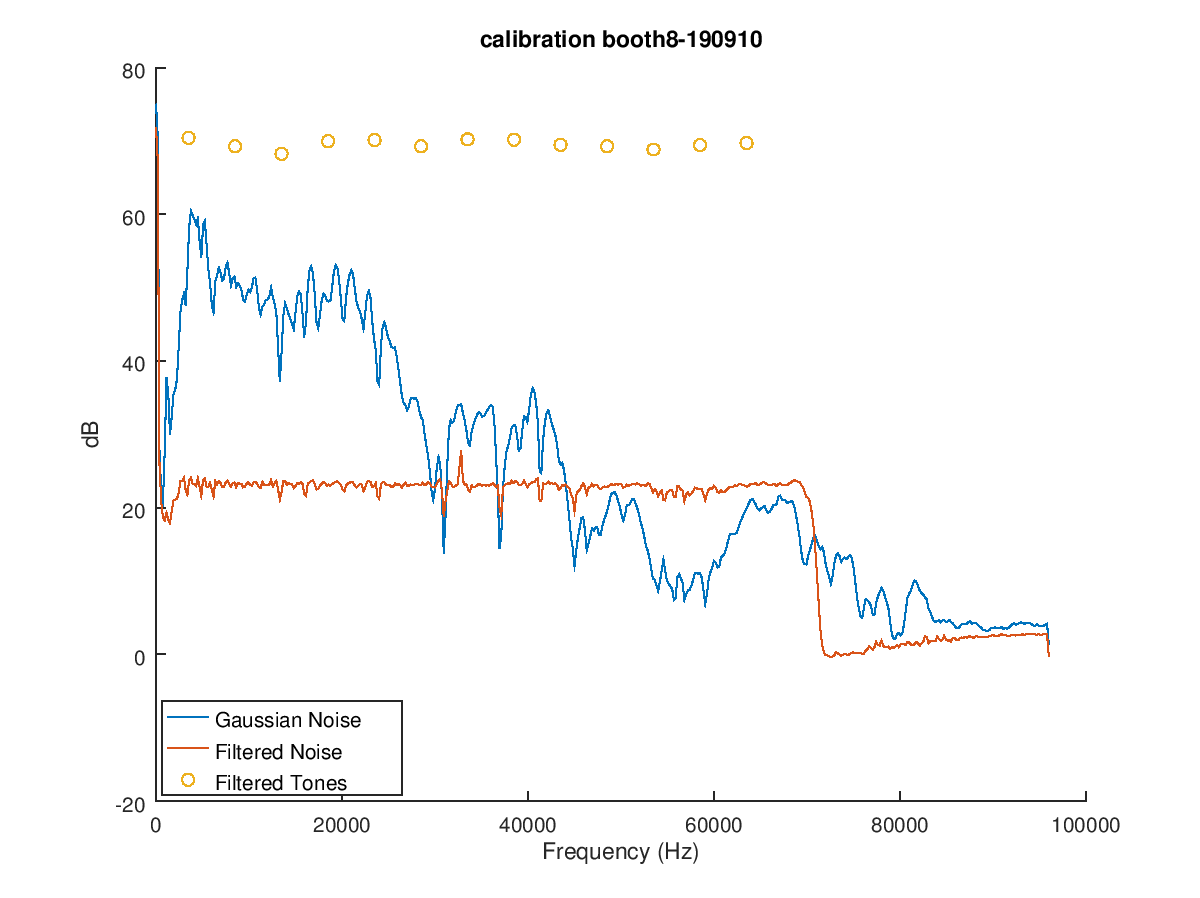 calibration booth8-190910
80
60
40
20
0
-20
dB
Gaussian Noise
Filtered Noise
Filtered Tones
0 20000 40000 60000 80000 100000
Frequency (Hz)